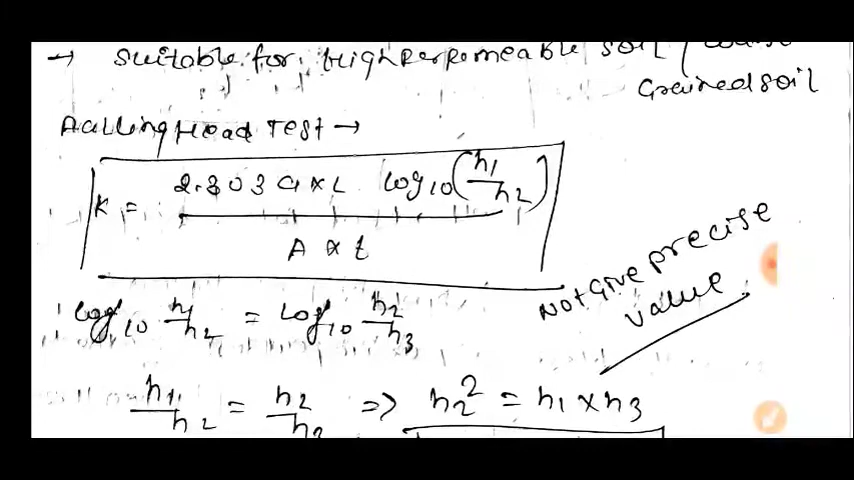 → suitable for. High permeable soil / coarse
Grained soil
Falling Head Test →
K = 2.303 a x L log10 (h1/h2)
A x t
Not Give precise
value
log10 h1/h2 = log10 h2/h3
h1/h2 = h2/h3 => h2² = h1 x h3